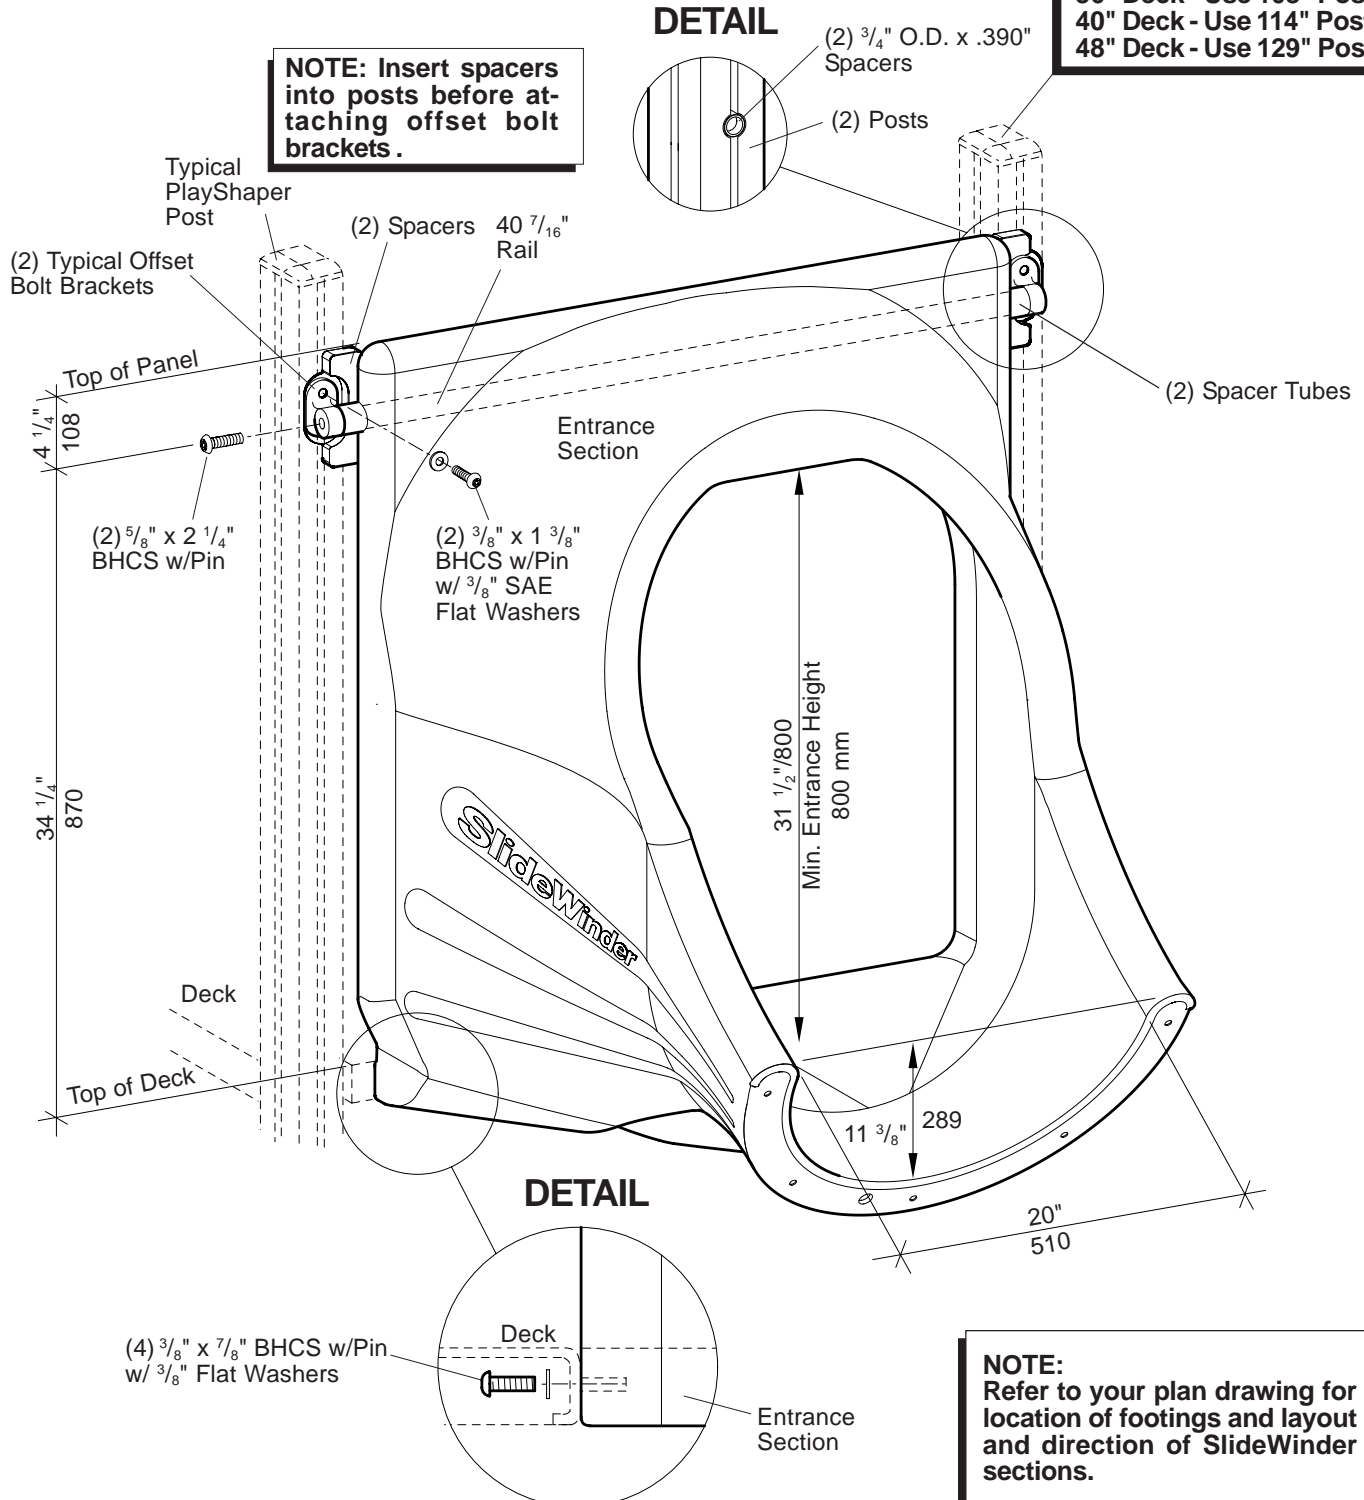 DETAIL
40" Deck - Use 114" Post
48" Deck - Use 129" Post
(2) 3/4" O.D. x .390"
Spacers
NOTE: Insert spacers
into posts before at-
taching offset bolt
brackets .
(2) Posts
Typical
PlayShaper
Post
(2) Spacers
40 7/16"
Rail
(2) Typical Offset
Bolt Brackets
Top of Panel
4 1/4"
108
(2) Spacer Tubes
Entrance
Section
(2) 5/8" x 2 1/4"
BHCS w/Pin
(2) 3/8" x 1 3/8"
BHCS w/Pin
w/ 3/8" SAE
Flat Washers
31 1/2"/800
Min. Entrance Height
800 mm
34 1/4"
870
SlideWinder
Deck
Top of Deck
11 3/8"
289
20"
510
DETAIL
Deck
(4) 3/8" x 7/8" BHCS w/Pin
w/ 3/8" Flat Washers
Entrance
Section
NOTE:
Refer to your plan drawing for
location of footings and layout
and direction of SlideWinder
sections.